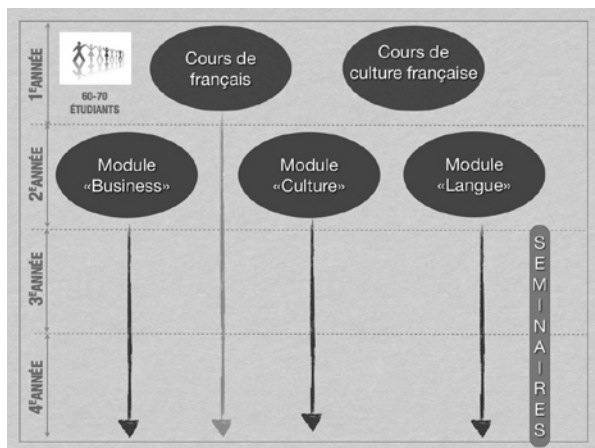 1E ANNÉE
60-70
ÉTUDIANTS
Cours de
français
Cours de
culture française
2E ANNÉE
Module
«Business»
Module
«Culture»
Module
«Langue»
3E ANNÉE
4E ANNÉE
SEMINAIRES